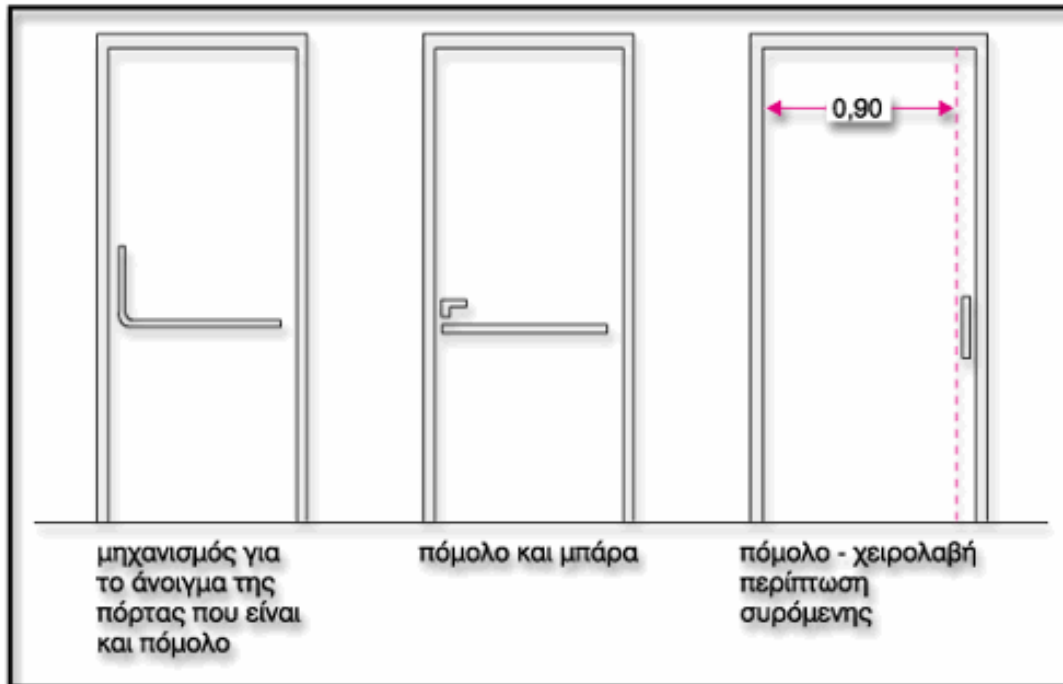 0,90
μηχανισμός για
το άνοιγμα της
πόρτας που είναι
και πόμολο
πόμολο και μπάρα
πόμολο - χειρολαβή
περίπτωση
συρόμενης